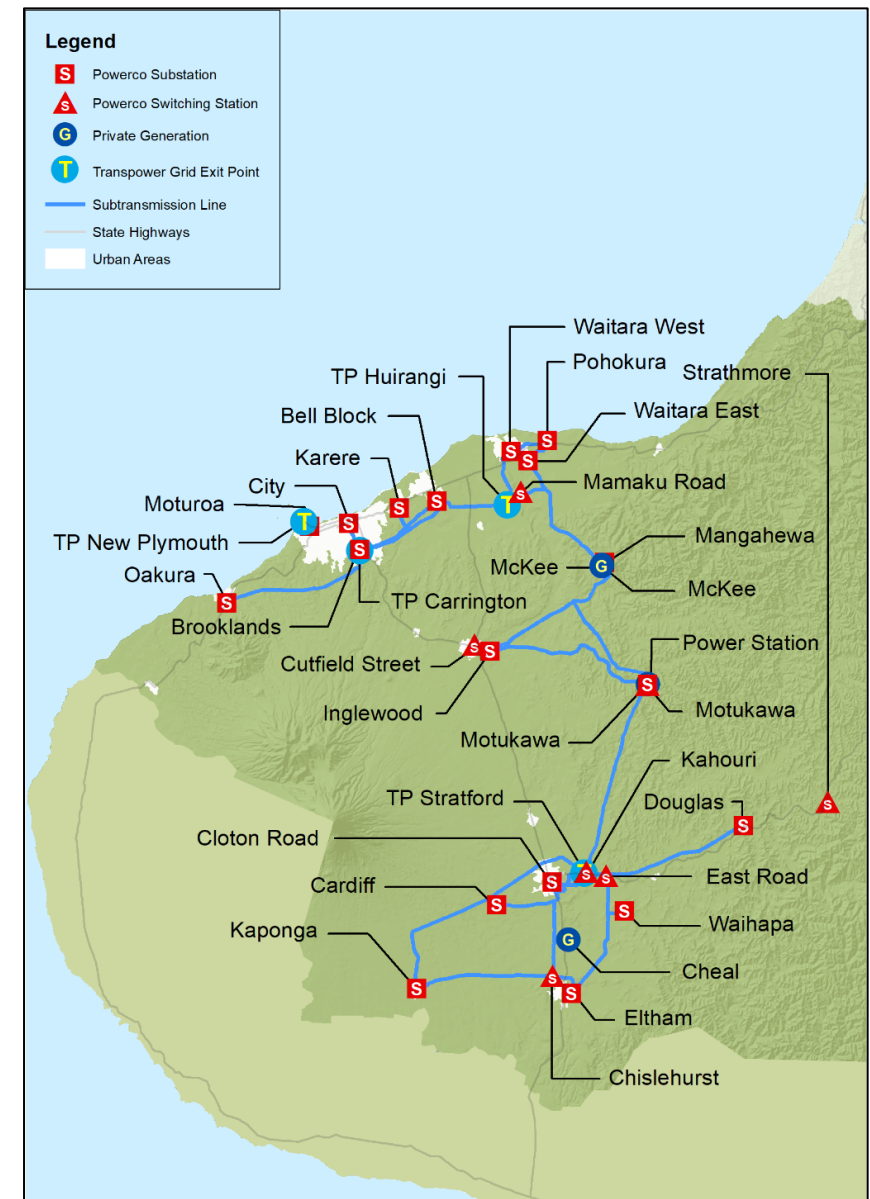 Legend
S Powerco Substation
S Powerco Switching Station
G Private Generation
T Transpower Grid Exit Point
Subtransmission Line
State Highways
Urban Areas
Waitara West
Pohokura
Strathmore
TP Huirangi
Waitara East
Bell Block
Karere
Mamaku Road
City
Moturoa
Mangahewa
TP New Plymouth
McKee
McKee
Oakura
TP Carrington
Brooklands
Power Station
Cutfield Street
Motukawa
Inglewood
Motukawa
Kahouri
TP Stratford
Douglas
Cloton Road
East Road
Cardiff
Waihapa
Kaponga
Cheal
Eltham
Chislehurst